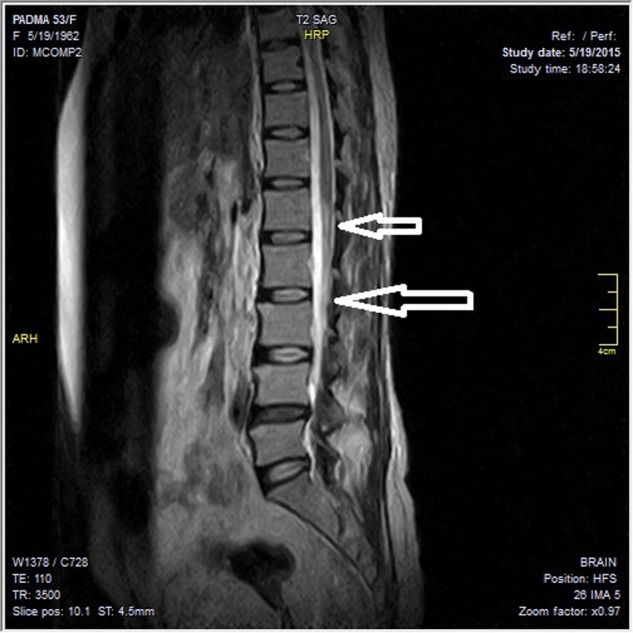 PADMA 53/F
F 5/19/1962
ID: MCOMP2
T2 SAG
HRP
Ref: / Perf:
Study date: 5/19/2015
Study time: 18:58:24
ARH
4cm
W1378 / C728
TE: 110
TR: 3500
Slice pos: 10.1 ST: 4.5mm
BRAIN
Position: HFS
26 IMA 5
Zoom factor: x0.97